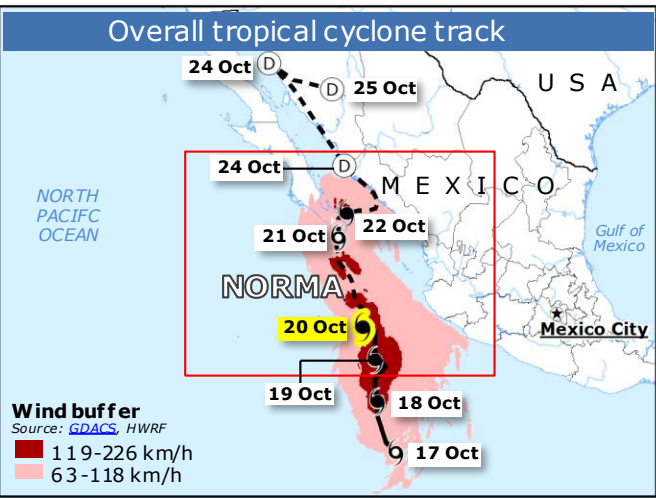 Overall tropical cyclone track
24 Oct
D
D
25 Oct
U S A
24 Oct
D
M E X I C O
NORTH
PACIFC
OCEAN
22 Oct
21 Oct
Gulf of
Mexico
NORMA
20 Oct
Mexico City
19 Oct
18 Oct
Wind buffer
Source: GDACS, HWRF
119-226 km/h
63-118 km/h
17 Oct